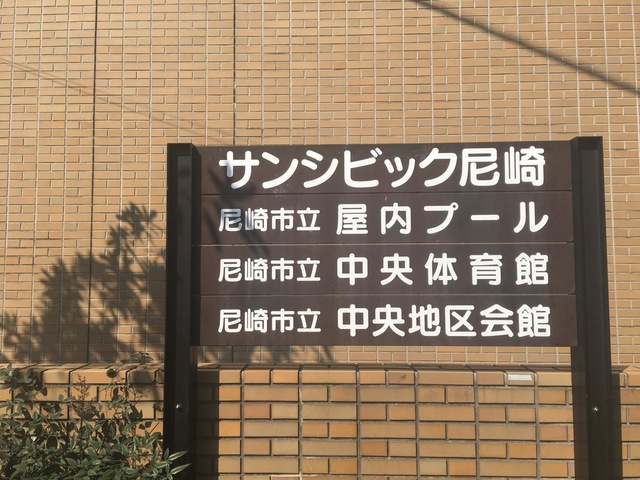 サンシビック尼崎
尼崎市立 屋内プール
尼崎市立 中央体育館
尼崎市立 中央地区会館